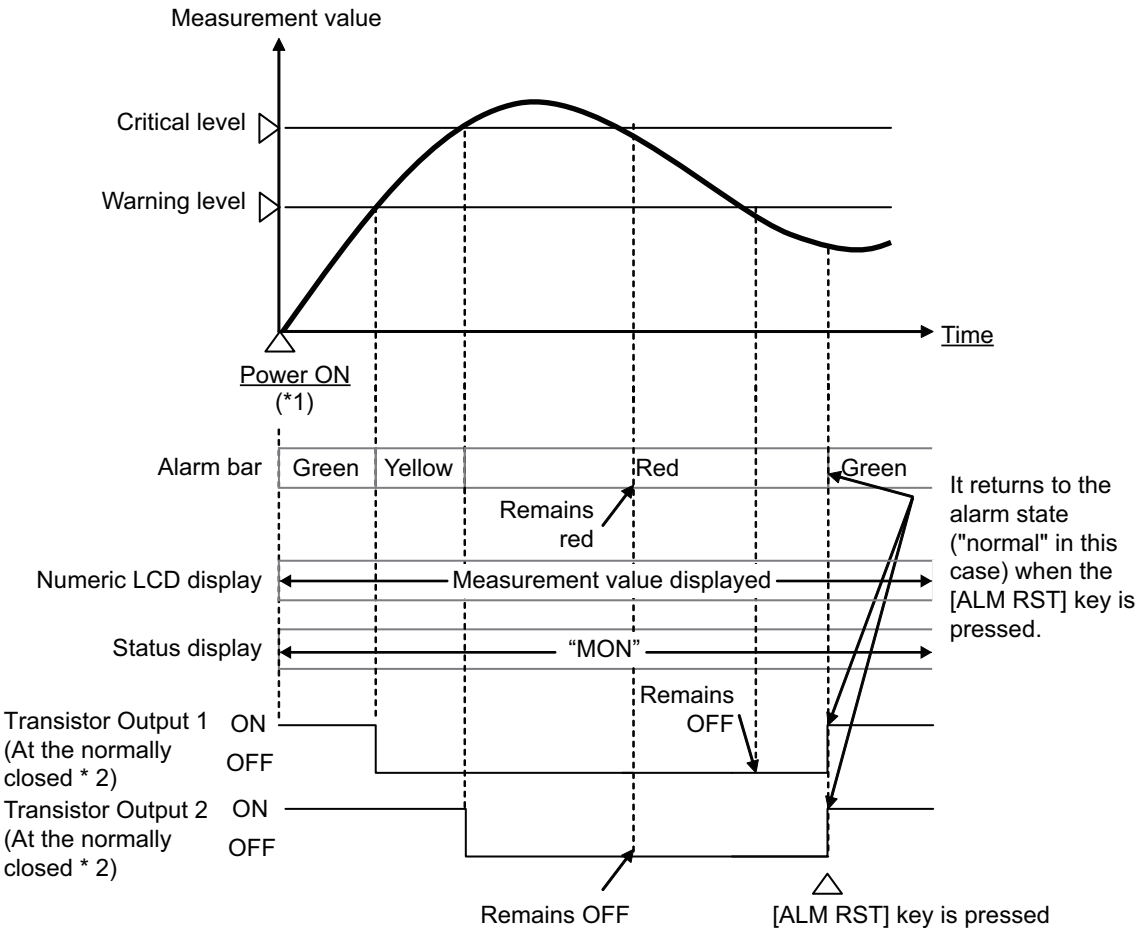 Measurement value
Critical level
Warning level
Time
Power ON
(*1)
Alarm bar
Green
Yellow
Red
Green
Remains
red
It returns to the
alarm state
("normal" in this
case) when the
[ALM RST] key is
pressed.
Numeric LCD display
Measurement value displayed
Status display
“MON”
Remains
OFF
Transistor Output 1
(At the normally
closed * 2)
ON
OFF
Transistor Output 2
(At the normally
closed * 2)
ON
OFF
Remains OFF
[ALM RST] key is pressed